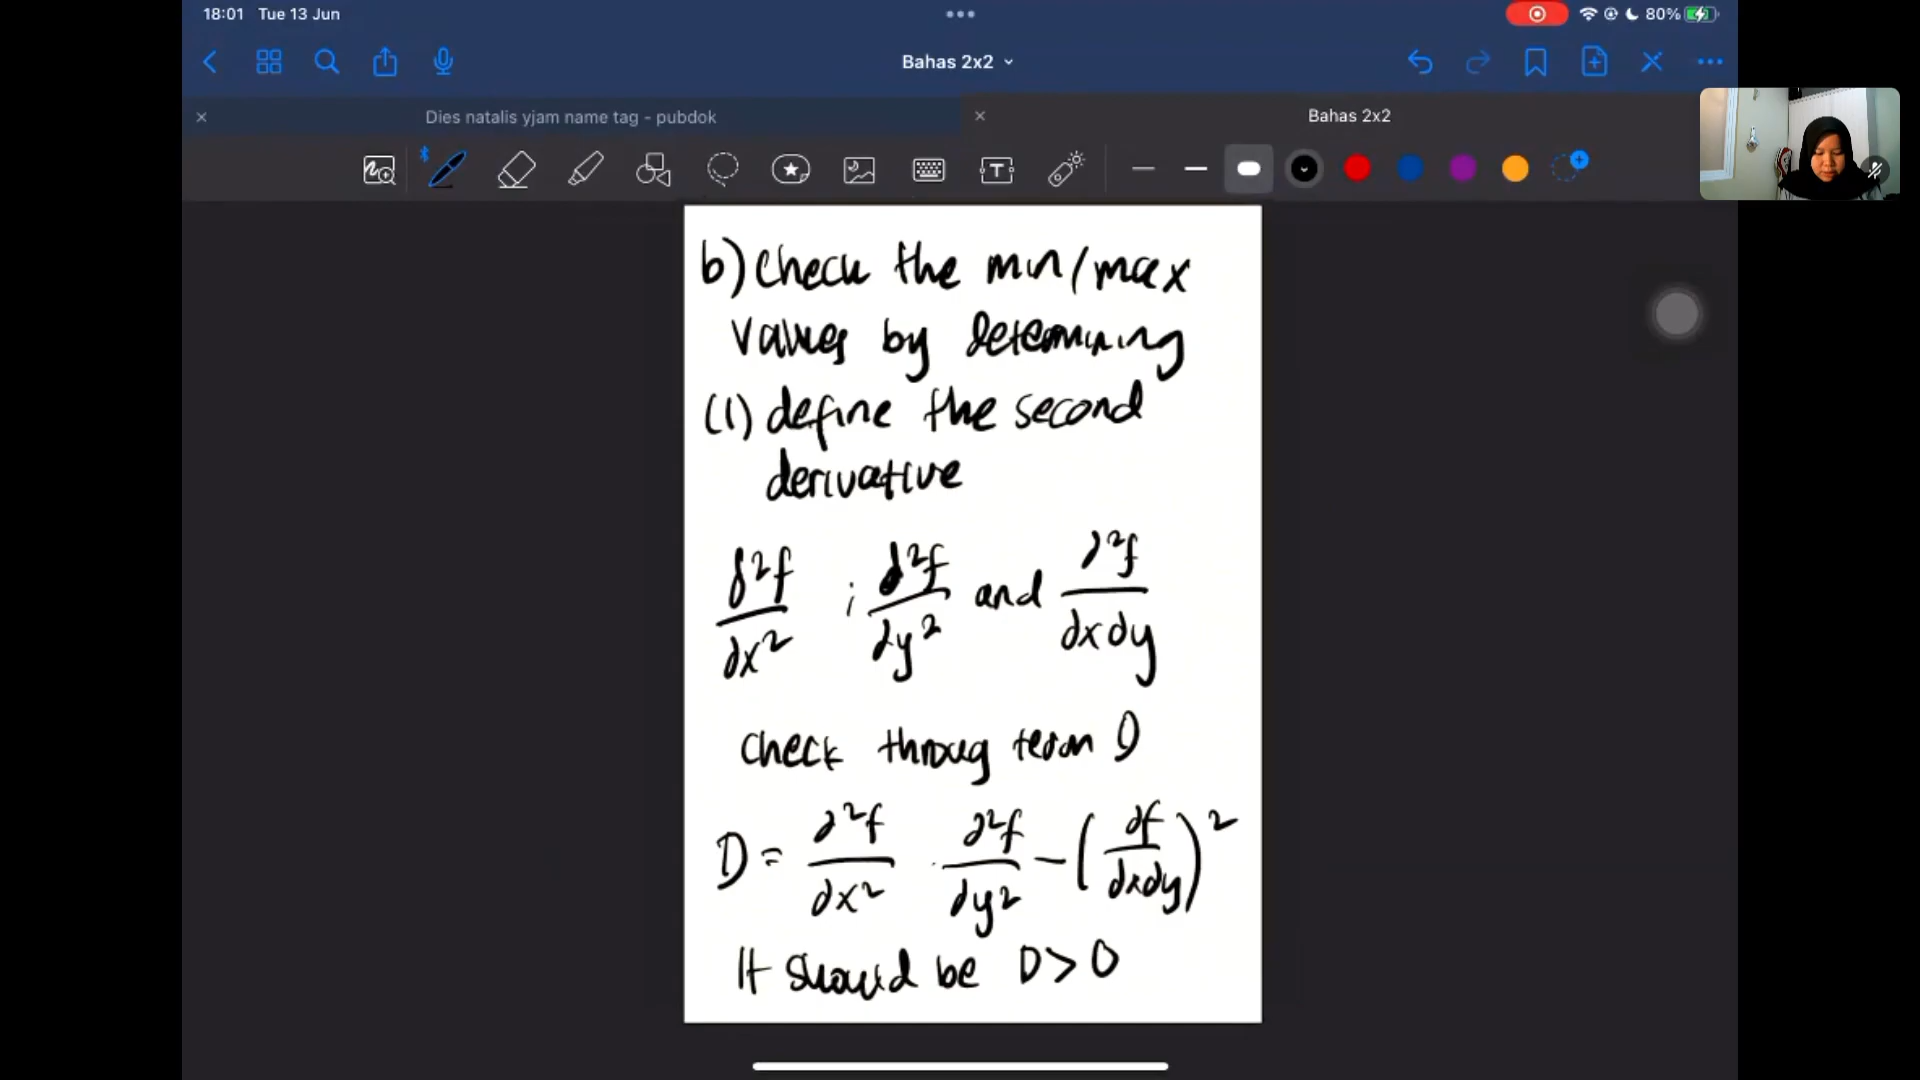 18:01 Tue 13 Jun
80%
Bahas 2x2
Dies natalis yjam name tag - pubdok
Bahas 2x2
b) Check the min/max
values by determining
(1) define the second
derivative
∂²f/∂x² ; ∂²f/∂y² and ∂²f/∂x∂y
check throug term D
D = ∂²f/∂x² . ∂²f/∂y² - (∂f/∂x∂y)²
It should be D > 0